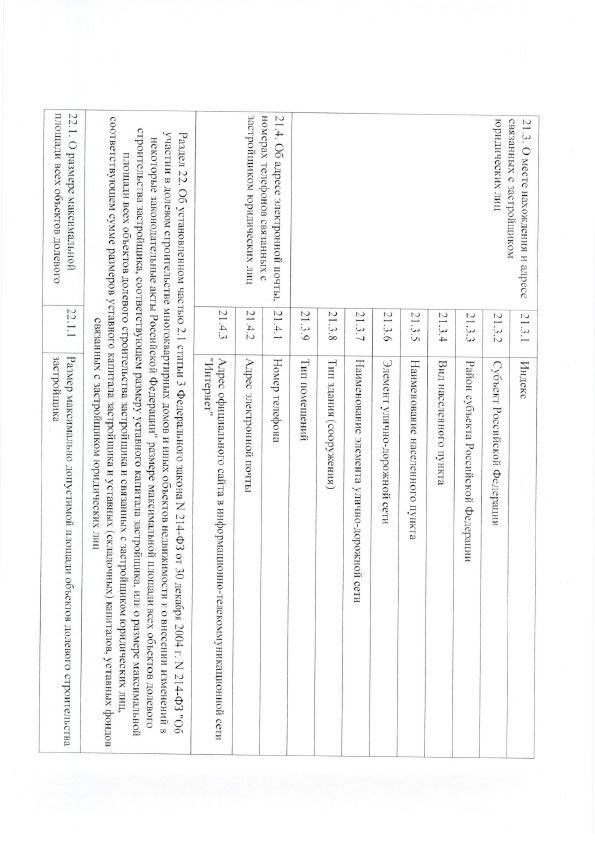 21.3. О месте нахождения и адресе
связанных с застройщиком
юридических лиц
21.3.1 Индекс
21.3.2 Субъект Российской Федерации
21.3.3 Район субъекта Российской Федерации
21.3.4 Вид населенного пункта
21.3.5 Наименование населенного пункта
21.3.6 Элемент улично-дорожной сети
21.3.7 Наименование элемента улично-дорожной сети
21.3.8 Тип здания (сооружения)
21.3.9 Тип помещений
21.4. Об адресе электронной почты,
номерах телефонов связанных с
застройщиком юридических лиц
21.4.1 Номер телефона
21.4.2 Адрес электронной почты
21.4.3 Адрес официального сайта в информационно-телекоммуникационной сети
"Интернет"
Раздел 22. Об установленном частью 2.1 статьи 3 Федерального закона N 214-ФЗ от 30 декабря 2004 г. N 214-ФЗ "Об
участии в долевом строительстве многоквартирных домов и иных объектов недвижимости и о внесении изменений в
некоторые законодательные акты Российской Федерации" размере максимальной площади всех объектов долевого
строительства застройщика, соответствующем размеру уставного капитала застройщика, или о размере максимальной
площади всех объектов долевого строительства застройщика и связанных с застройщиком юридических лиц,
соответствующем сумме размеров уставного капитала застройщика и уставных (складочных) капиталов, уставных фондов
связанных с застройщиком юридических лиц
22.1. О размере максимальной
площади всех объектов долевого
22.1.1 Размер максимально допустимой площади объектов долевого строительства
застройщика